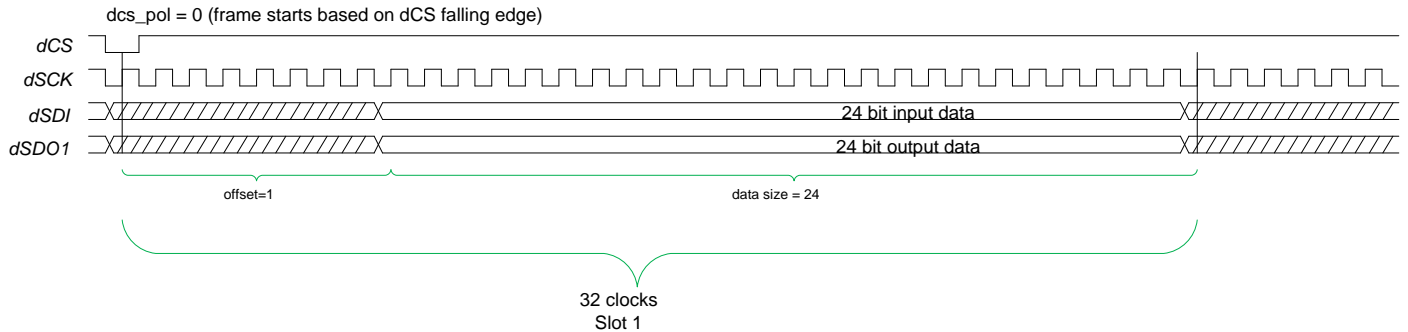 dcs_pol = 0 (frame starts based on dCS falling edge)
dCS
dSCK
dSDI
24 bit input data
dSDO1
24 bit output data
offset=1
data size = 24
32 clocks
Slot 1